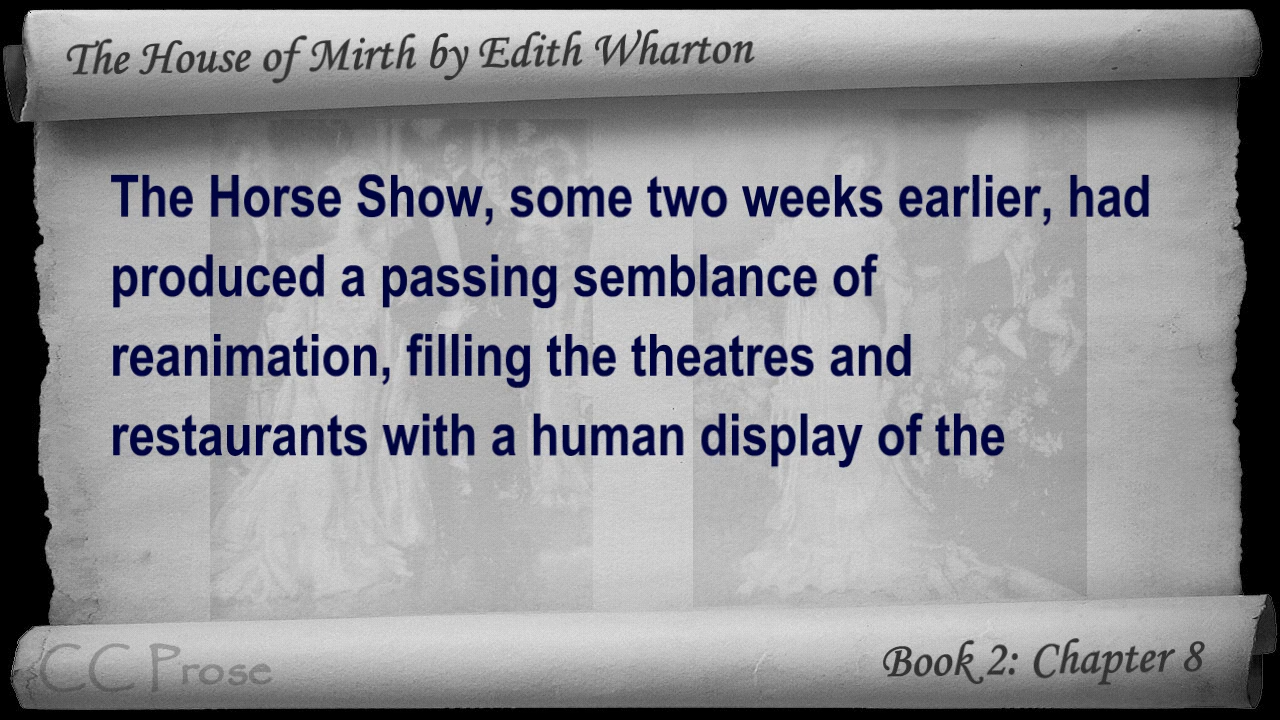 The House of Mirth by Edith Wharton
The Horse Show, some two weeks earlier, had
produced a passing semblance of
reanimation, filling the theatres and
restaurants with a human display of the
CC Prose
Book 2: Chapter 8